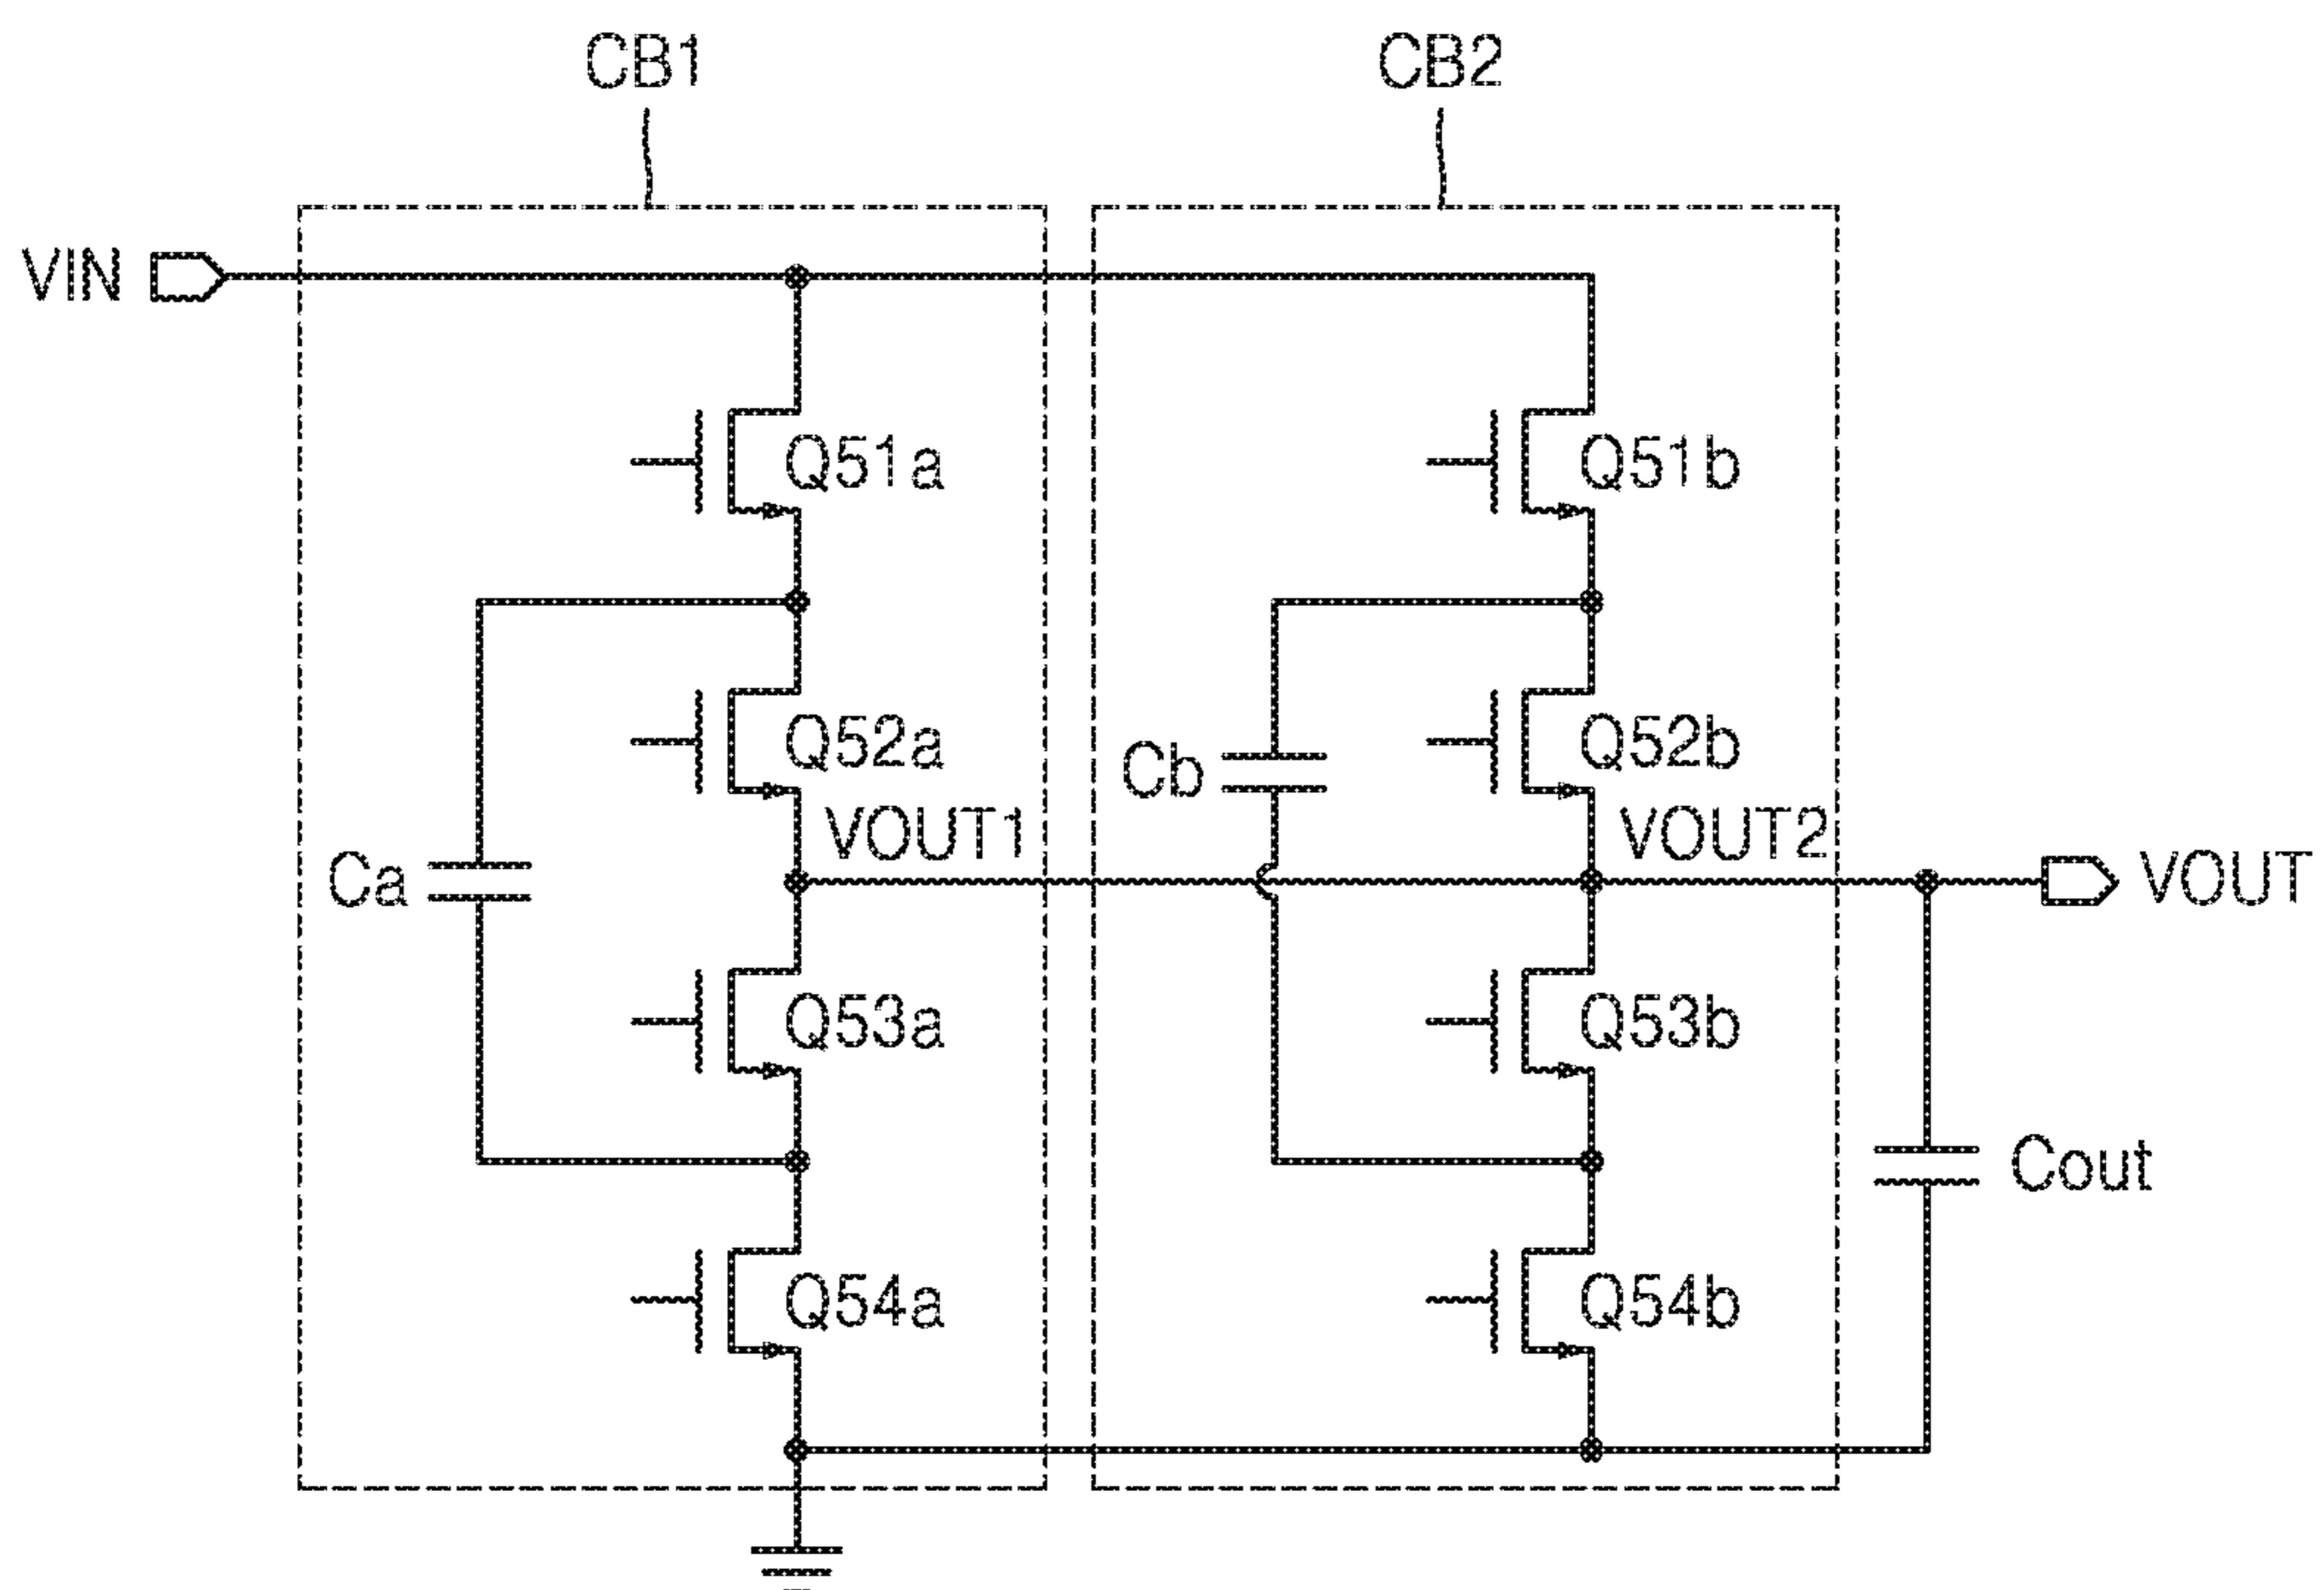 CB1 CB2
VIN
Q51a Q51b
Q52a Q52b
Cb
VOUT1 VOUT2
Ca VOUT
Q53a Q53b
Cout
Q54a Q54b